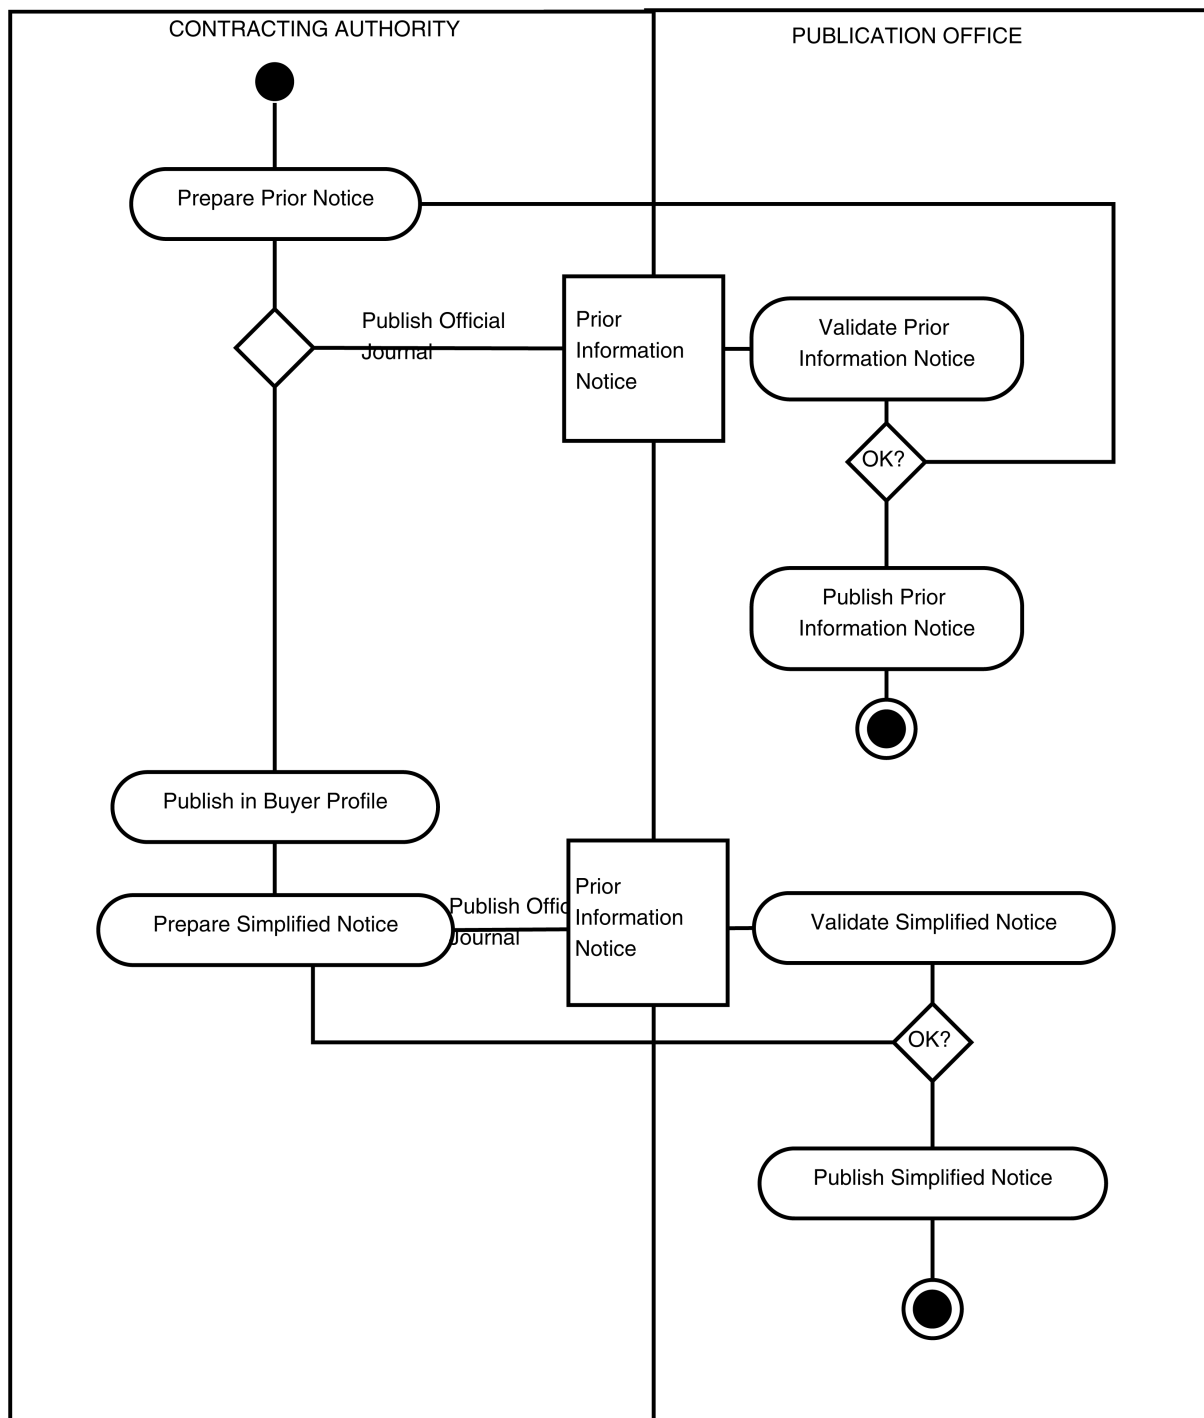 CONTRACTING AUTHORITY
PUBLICATION OFFICE
Prepare Prior Notice
Publish Official
Journal
Prior
Information
Notice
Validate Prior
Information Notice
OK?
Publish Prior
Information Notice
Publish in Buyer Profile
Prepare Simplified Notice
Publish Offic
Journal
Prior
Information
Notice
Validate Simplified Notice
OK?
Publish Simplified Notice